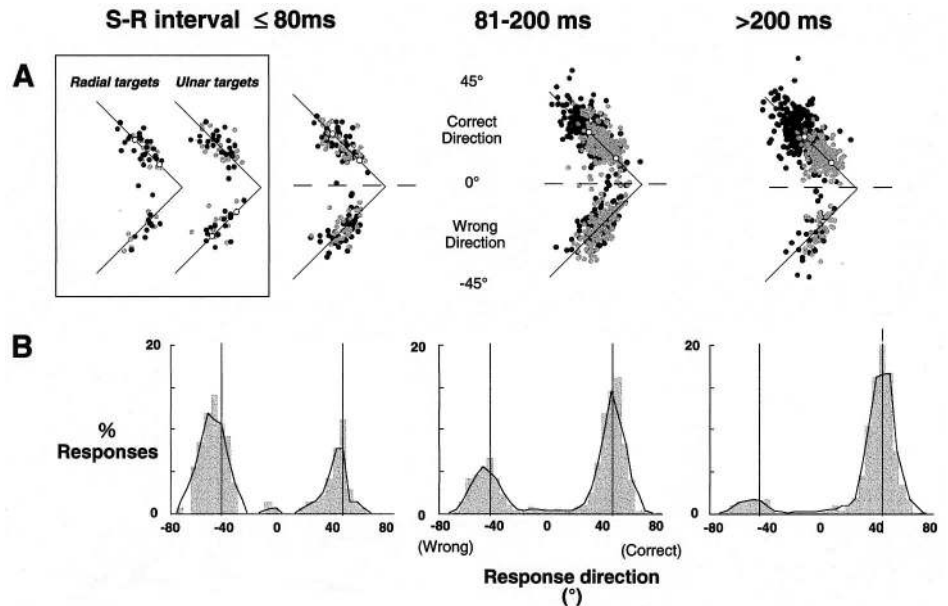 S-R interval ≤ 80ms
81-200 ms
>200 ms
A
Radial targets
Ulnar targets
45°
Correct
Direction
0°
Wrong
Direction
-45°
B
20
%
Responses
0
-80 -40 0 40 80
20
0
-80 -40 0 40 80
(Wrong)
(Correct)
20
0
-80 -40 0 40 80
Response direction
(°)